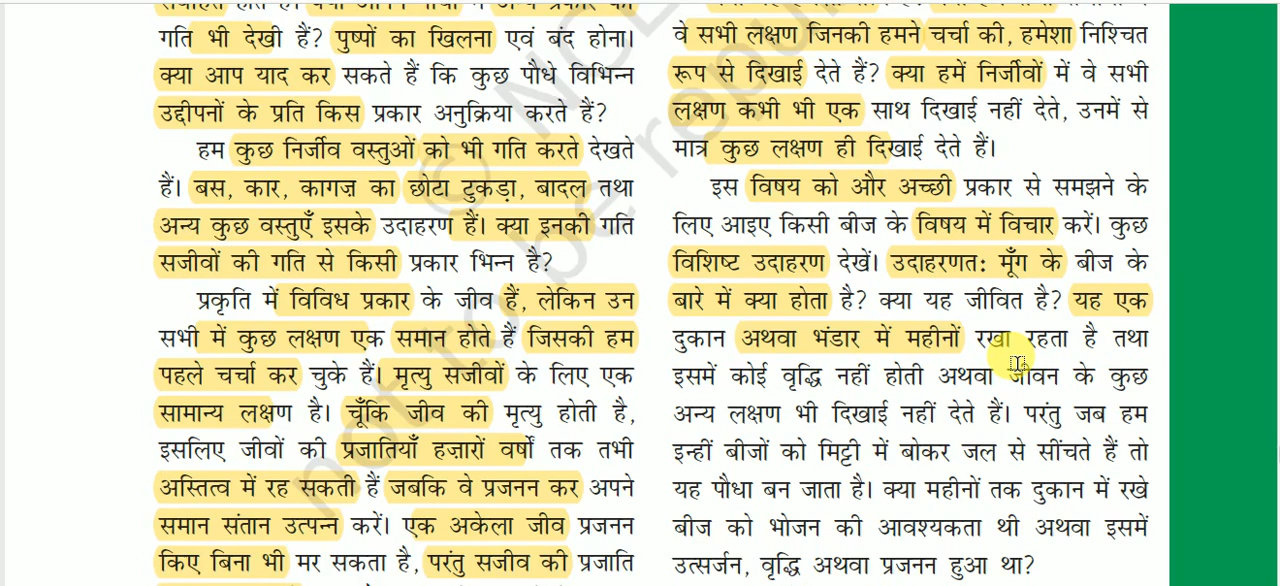 गति भी देखी हैं? पुष्पों का खिलना एवं बंद होना।
क्या आप याद कर सकते हैं कि कुछ पौधे विभिन्न
उद्दीपनों के प्रति किस प्रकार अनुक्रिया करते हैं?
हम कुछ निर्जीव वस्तुओं को भी गति करते देखते
हैं। बस, कार, कागज़ का छोटा टुकड़ा, बादल तथा
अन्य कुछ वस्तुएँ इसके उदाहरण हैं। क्या इनकी गति
सजीवों की गति से किसी प्रकार भिन्न है?
प्रकृति में विविध प्रकार के जीव हैं, लेकिन उन
सभी में कुछ लक्षण एक समान होते हैं जिसकी हम
पहले चर्चा कर चुके हैं। मृत्यु सजीवों के लिए एक
सामान्य लक्षण है। चूँकि जीव की मृत्यु होती है,
इसलिए जीवों की प्रजातियाँ हज़ारों वर्षों तक तभी
अस्तित्व में रह सकती हैं जबकि वे प्रजनन कर अपने
समान संतान उत्पन्न करें। एक अकेला जीव प्रजनन
किए बिना भी मर सकता है, परंतु सजीव की प्रजाति
वे सभी लक्षण जिनकी हमने चर्चा की, हमेशा निश्चित
रूप से दिखाई देते हैं? क्या हमें निर्जीवों में वे सभी
लक्षण कभी भी एक साथ दिखाई नहीं देते, उनमें से
मात्र कुछ लक्षण ही दिखाई देते हैं।
इस विषय को और अच्छी प्रकार से समझने के
लिए आइए किसी बीज के विषय में विचार करें। कुछ
विशिष्ट उदाहरण देखें। उदाहरणत: मूँग के बीज के
बारे में क्या होता है? क्या यह जीवित है? यह एक
दुकान अथवा भंडार में महीनों रखा रहता है तथा
इसमें कोई वृद्धि नहीं होती अथवा जीवन के कुछ
अन्य लक्षण भी दिखाई नहीं देते हैं। परंतु जब हम
इन्हीं बीजों को मिट्टी में बोकर जल से सींचते हैं तो
यह पौधा बन जाता है। क्या महीनों तक दुकान में रखे
बीज को भोजन की आवश्यकता थी अथवा इसमें
उत्सर्जन, वृद्धि अथवा प्रजनन हुआ था?
not to be